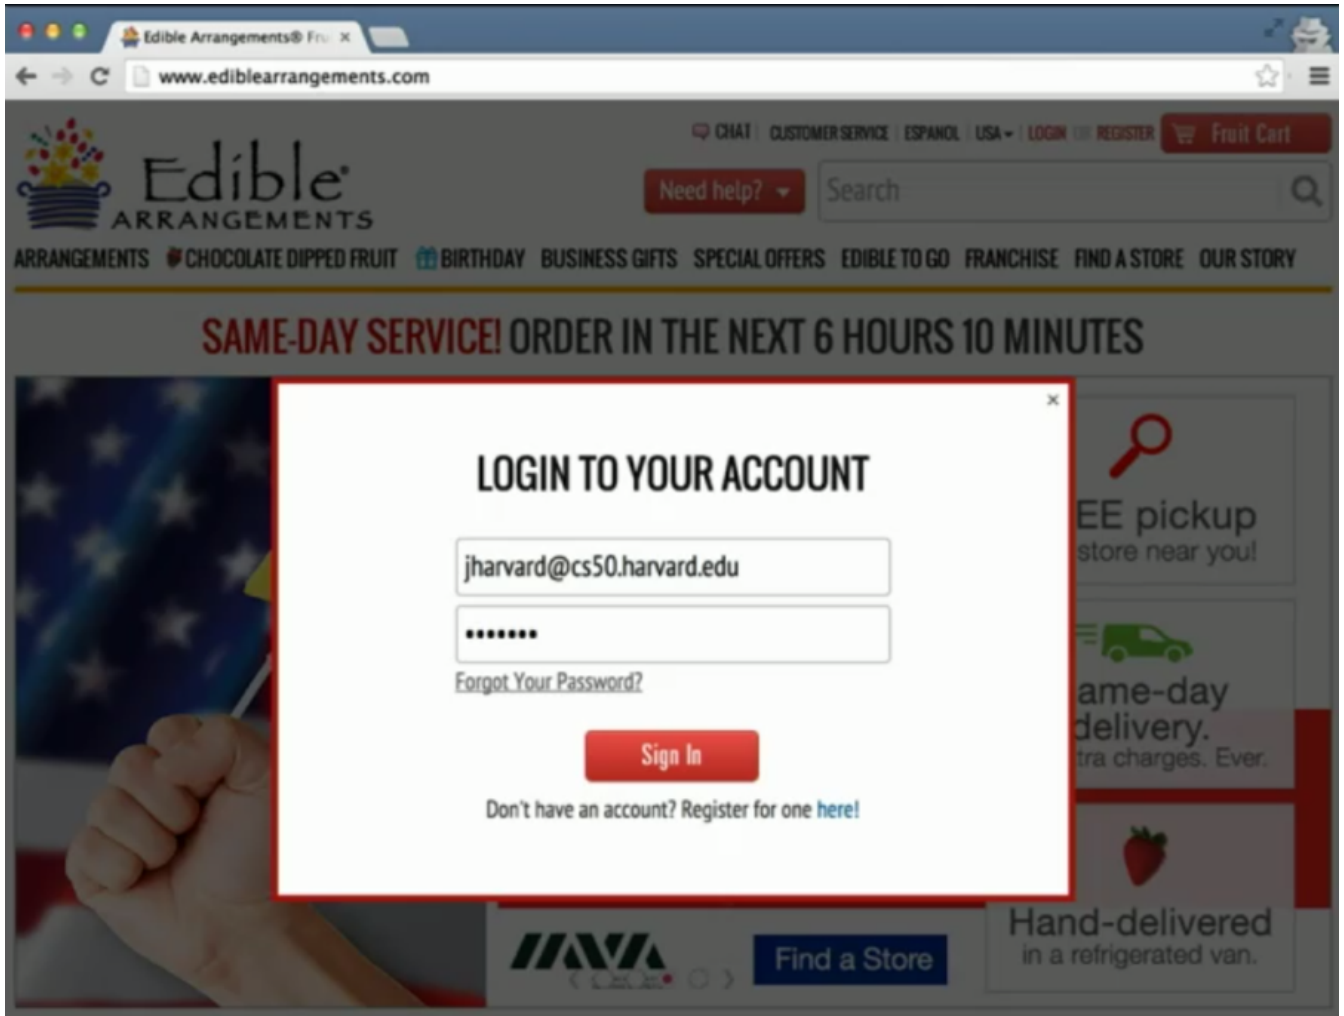 Edible Arrangements® Fru
www.ediblearrangements.com
CHAT | CUSTOMER SERVICE | ESPANOL | USA | LOGIN OR REGISTER
Fruit Cart
Edible®
ARRANGEMENTS
Need help?
Search
ARRANGEMENTS CHOCOLATE DIPPED FRUIT BIRTHDAY BUSINESS GIFTS SPECIAL OFFERS EDIBLE TO GO FRANCHISE FIND A STORE OUR STORY
SAME-DAY SERVICE! ORDER IN THE NEXT 6 HOURS 10 MINUTES
LOGIN TO YOUR ACCOUNT
jharvard@cs50.harvard.edu
•••••••
Forgot Your Password?
Sign In
Don't have an account? Register for one here!
EE pickup
store near you!
ame-day
delivery.
tra charges. Ever.
Hand-delivered
in a refrigerated van.
IAVA
Find a Store